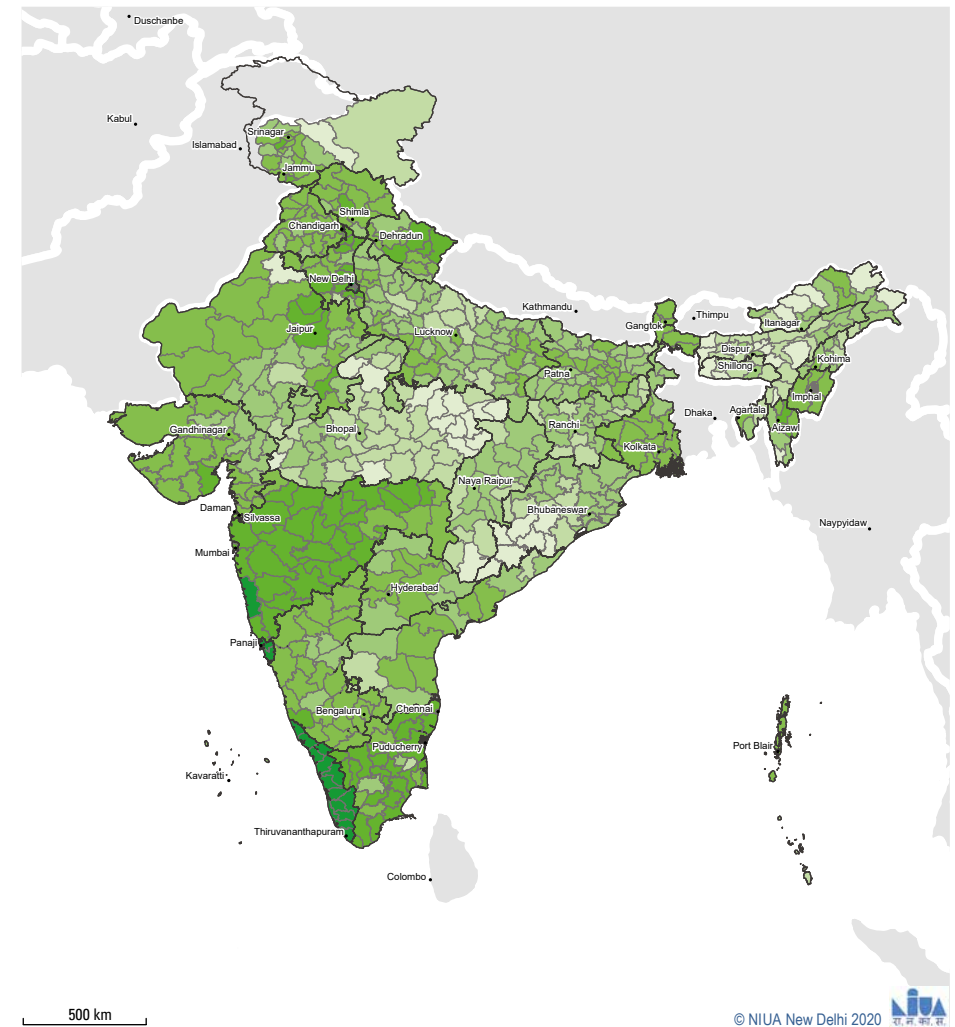 Duschanbe
Kabul
Islamabad
Srinagar
Jammu
Shimla
Chandigarh
Dehradun
New Delhi
Kathmandu
Thimpu
Gangtok
Itanagar
Jaipur
Lucknow
Dispur
Kohima
Shillong
Patna
Imphal
Gandhinagar
Bhopal
Ranchi
Dhaka
Agartala
Aizawl
Kolkata
Naya Raipur
Daman
Silvassa
Bhubaneswar
Naypyidaw
Mumbai
Hyderabad
Panaji
Bengaluru
Chennai
Puducherry
Port Blair
Kavaratti
Thiruvananthapuram
Colombo
500 km
© NIUA New Delhi 2020
NIUA
रा. न. का. सं.